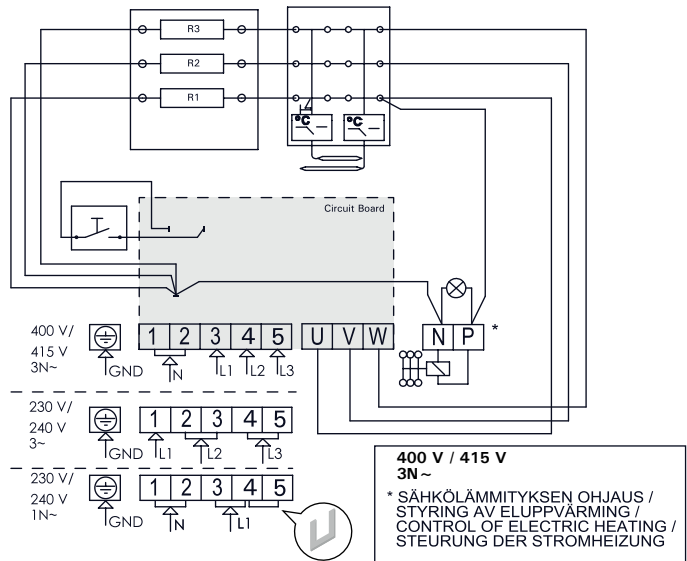 R3
R2
R1
°C °C
Circuit Board
400 V/
415 V
3N~
GND
1 2 3 4 5 U V W N P *
N L1 L2 L3
230 V/
240 V
3~
GND
1 2 3 4 5
L1 L2 L3
230 V/
240 V
1N~
GND
1 2 3 4 5
N L1
400 V / 415 V
3N~
* SÄHKÖLÄMMITYKSEN OHJAUS /
STYRING AV ELUPPVÄRMING /
CONTROL OF ELECTRIC HEATING /
STEURUNG DER STROMHEIZUNG